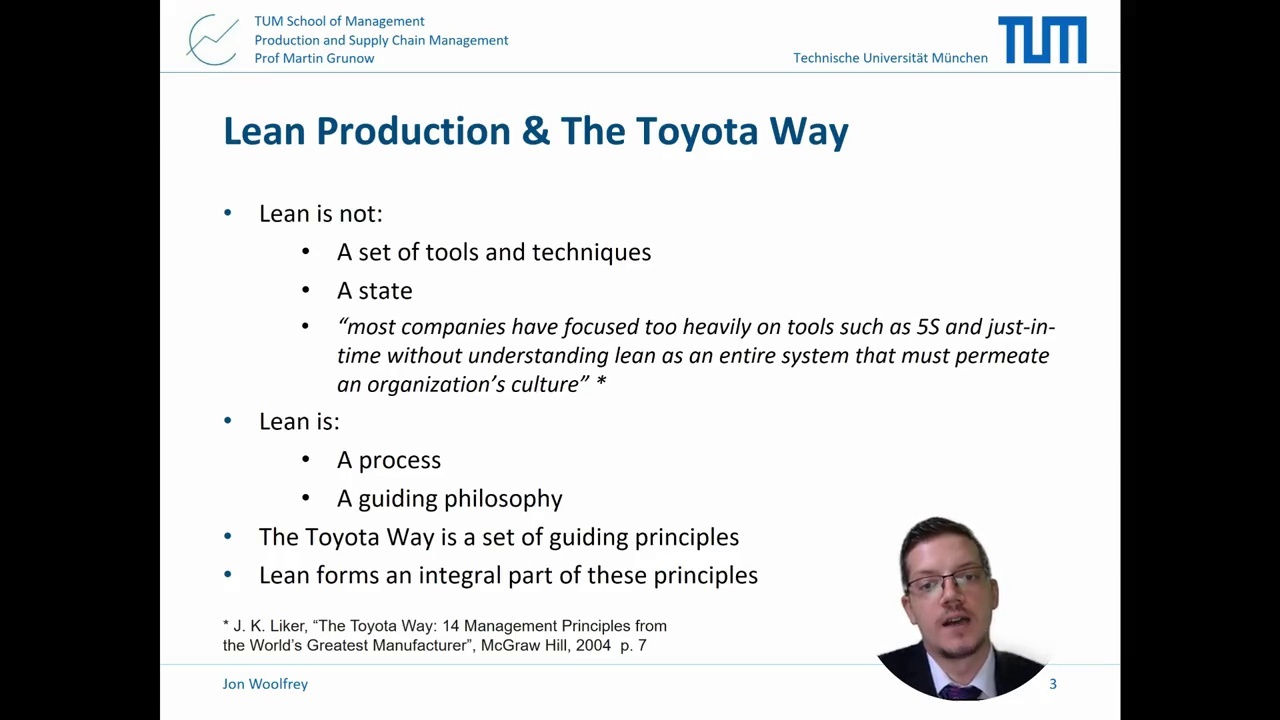 TUM School of Management
Production and Supply Chain Management
Prof Martin Grunow
Technische Universität München
TUM
Lean Production & The Toyota Way
• Lean is not:
• A set of tools and techniques
• A state
• “most companies have focused too heavily on tools such as 5S and just-in-
time without understanding lean as an entire system that must permeate
an organization’s culture” *
• Lean is:
• A process
• A guiding philosophy
• The Toyota Way is a set of guiding principles
• Lean forms an integral part of these principles
* J. K. Liker, “The Toyota Way: 14 Management Principles from
the World’s Greatest Manufacturer”, McGraw Hill, 2004 p. 7
Jon Woolfrey
3